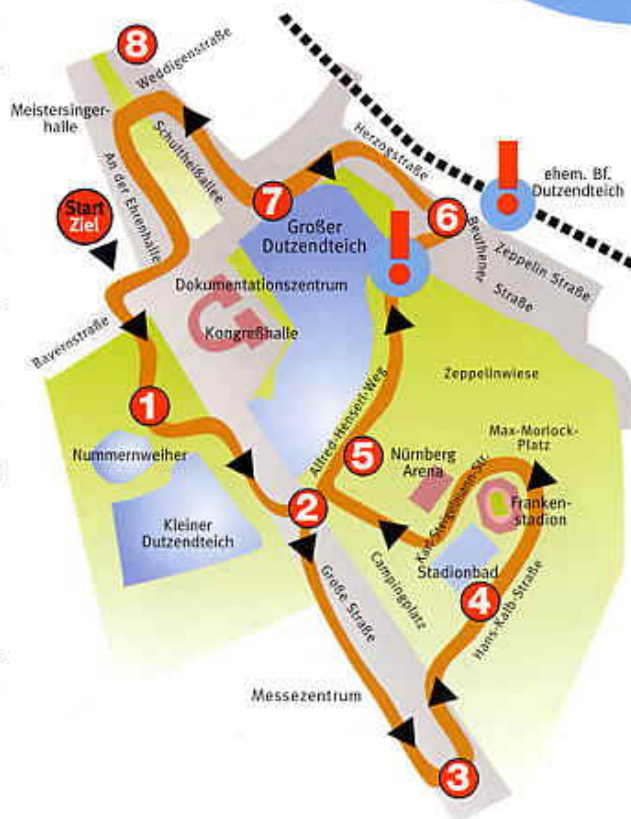 8
Weddigenstraße
Meistersinger-
halle
Schultheißallee
An der Ehrenhalle
Start
Ziel
Herzogstraße
ehem. Bf.
Dutzendteich
7
6
Beuthener
Straße
Zeppelin Straße
Großer
Dutzendteich
Dokumentationszentrum
Kongreßhalle
Bayernstraße
1
Nummernweiher
Kleiner
Dutzendteich
2
Zeppelinwiese
Alfred-Hensel-Weg
5
Nürnberg
Arena
Max-Morlock-
Platz
Karl-Steigelmann-Str.
Franken-
stadion
Stadionbad
4
Campingplatz
Hans-Kalb-Straße
Große Straße
Messezentrum
3